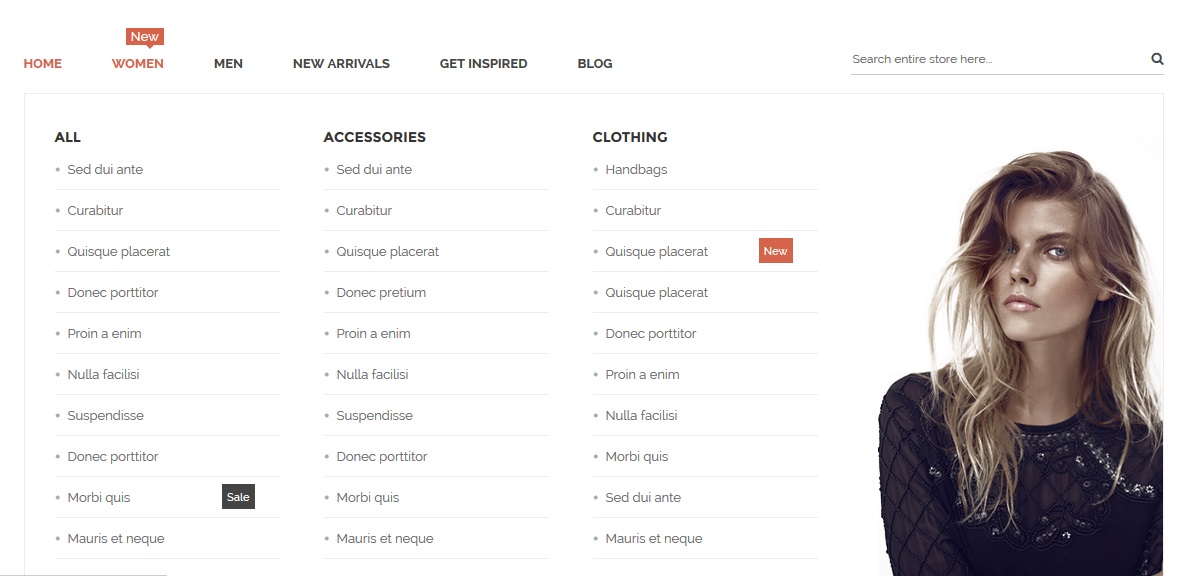 New
HOME WOMEN MEN NEW ARRIVALS GET INSPIRED BLOG
Search entire store here...
ALL
Sed dui ante
Curabitur
Quisque placerat
Donec porttitor
Proin a enim
Nulla facilisi
Suspendisse
Donec porttitor
Morbi quis Sale
Mauris et neque
ACCESSORIES
Sed dui ante
Curabitur
Quisque placerat
Donec pretium
Proin a enim
Nulla facilisi
Suspendisse
Donec porttitor
Morbi quis
Mauris et neque
CLOTHING
Handbags
Curabitur
Quisque placerat New
Quisque placerat
Donec porttitor
Proin a enim
Nulla facilisi
Morbi quis
Sed dui ante
Mauris et neque